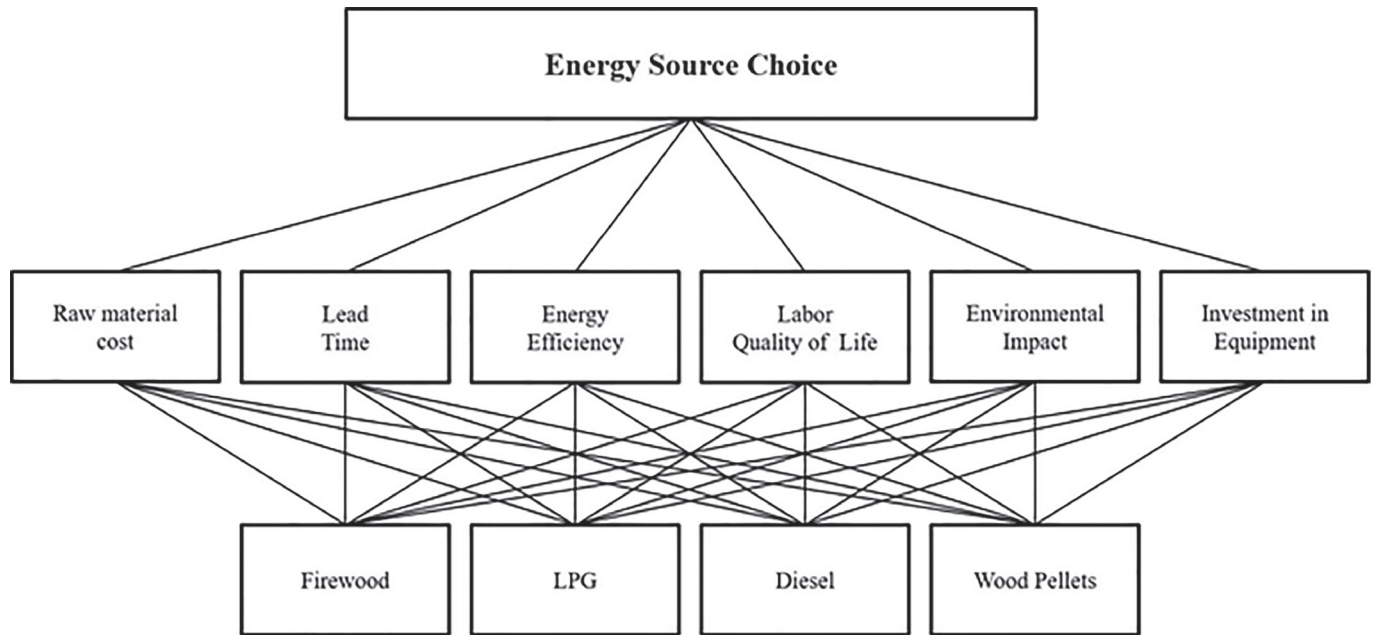 Energy Source Choice
Raw material
cost
Lead
Time
Energy
Efficiency
Labor
Quality of Life
Environmental
Impact
Investment in
Equipment
Firewood
LPG
Diesel
Wood Pellets